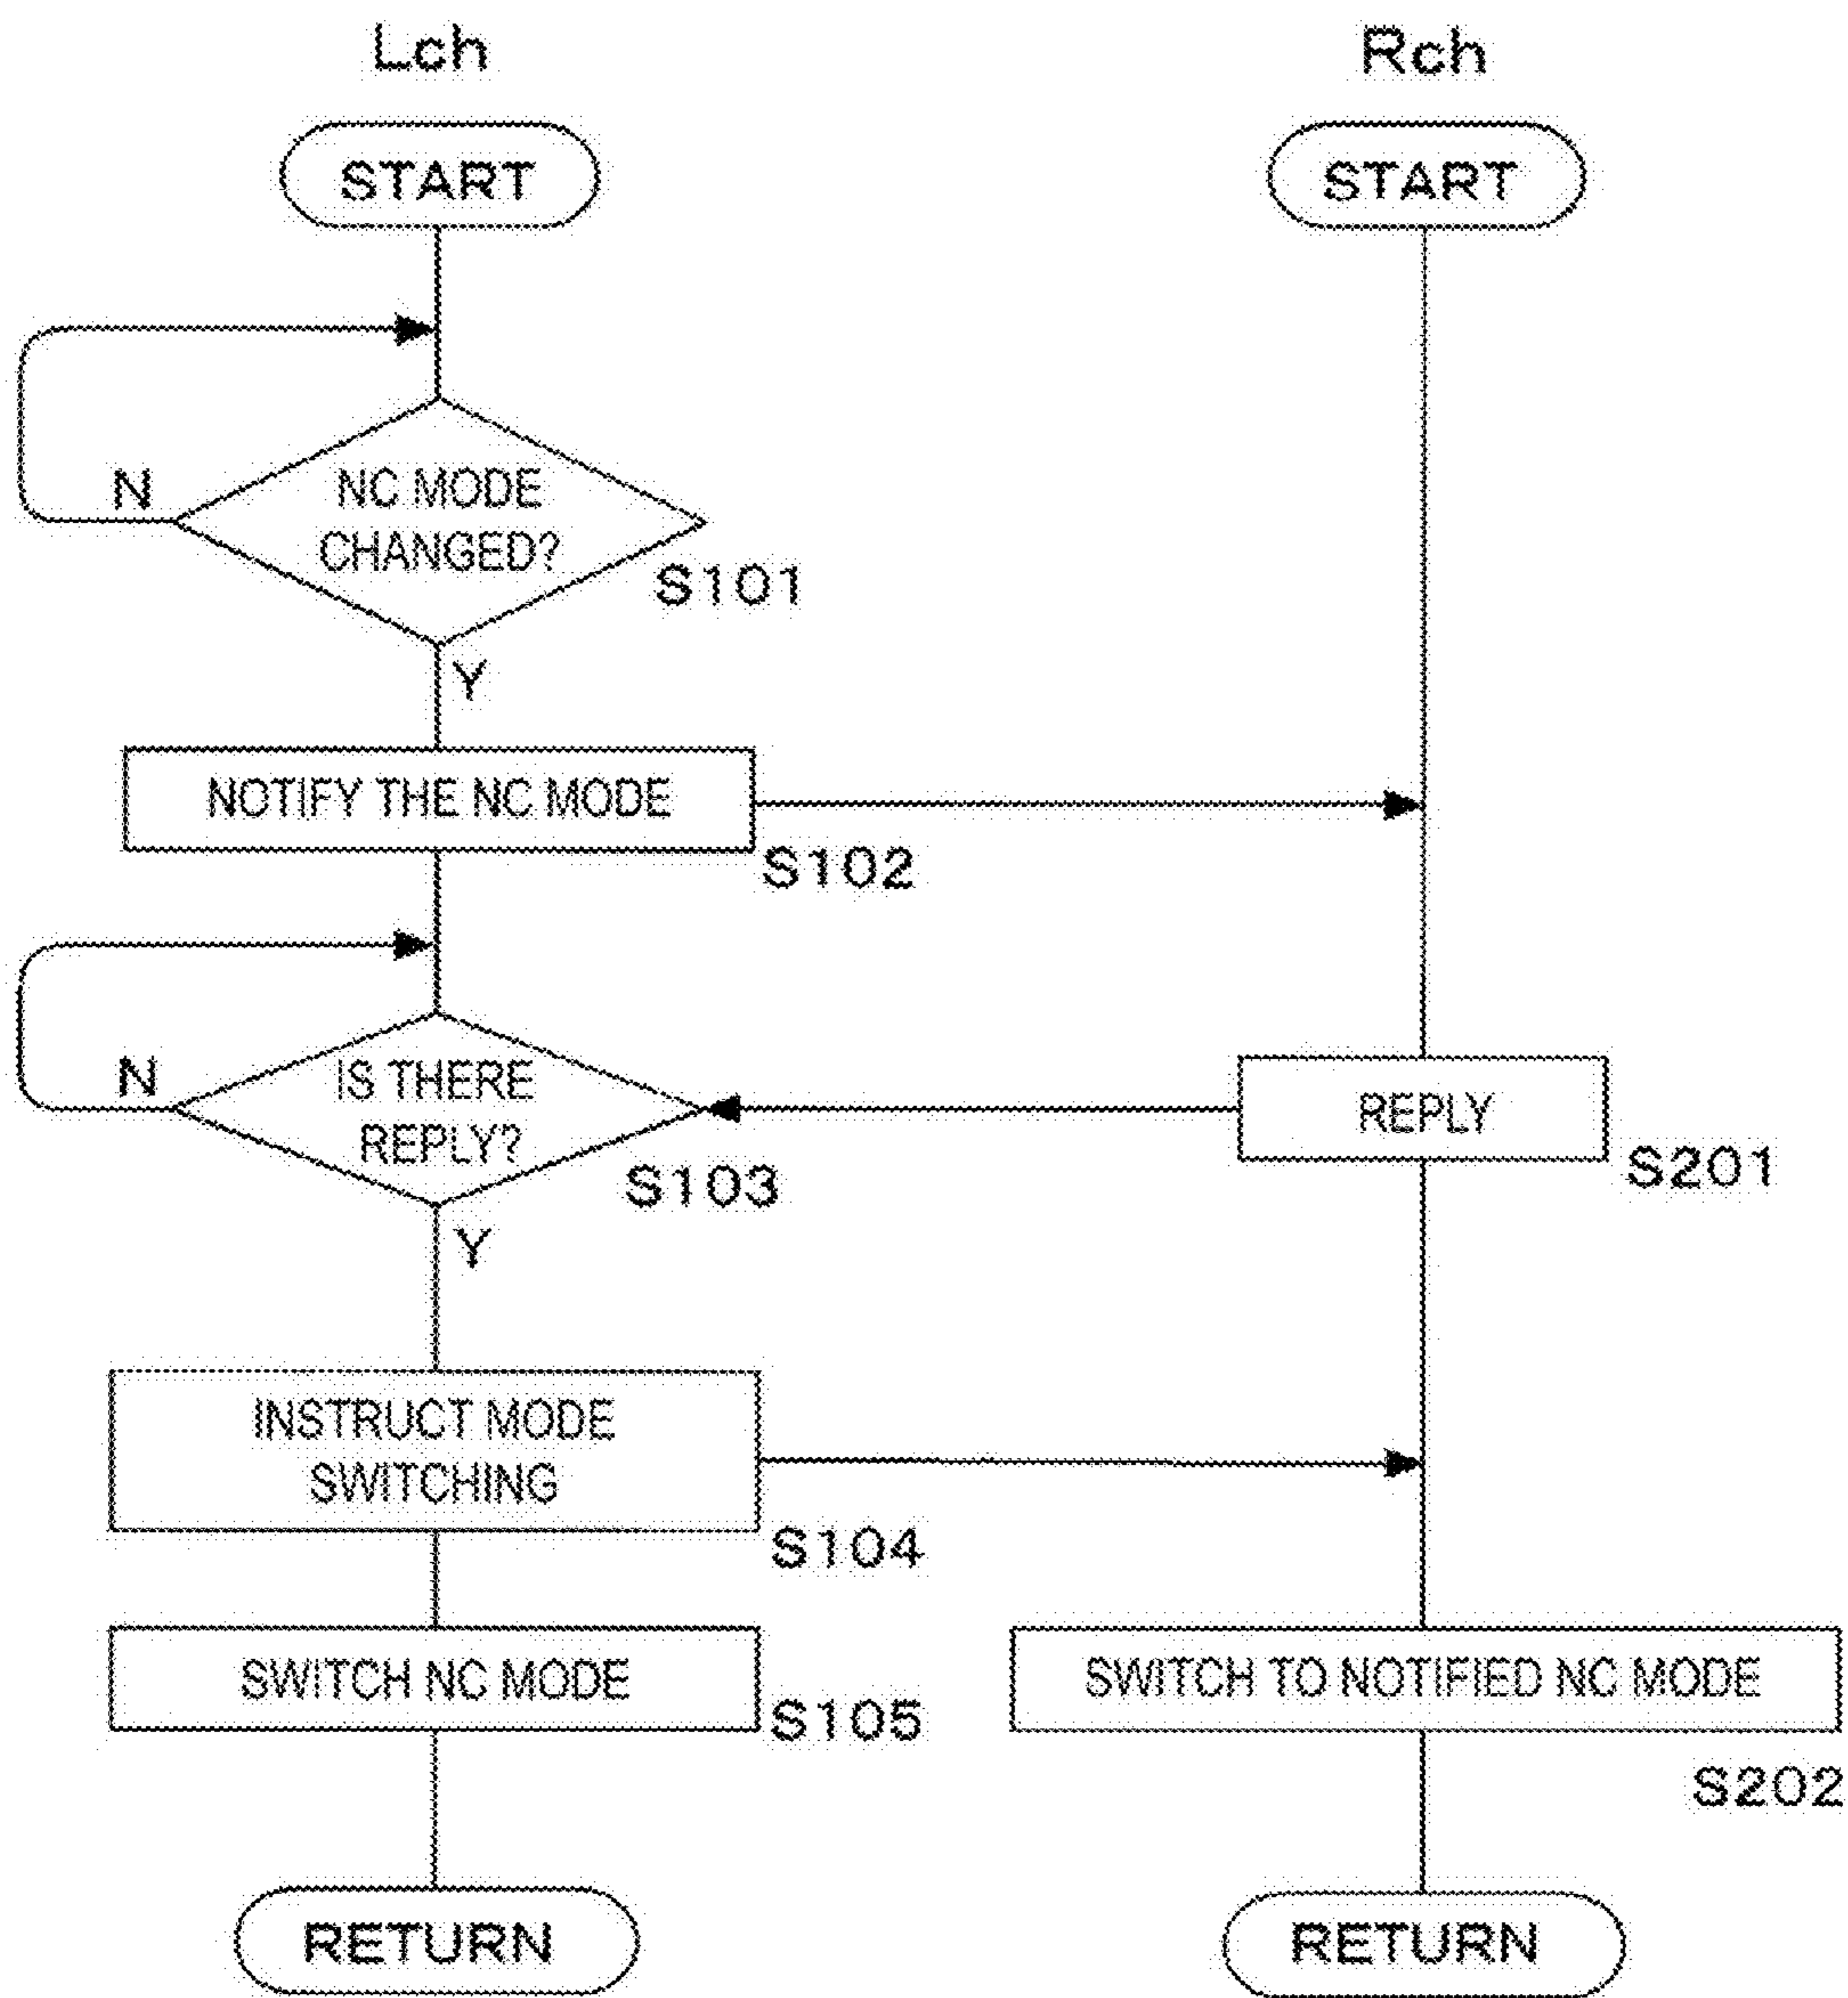 Lch
Rch
START
START
N
NC MODE
CHANGED?
S101
Y
NOTIFY THE NC MODE
S102
N
IS THERE
REPLY?
S103
REPLY
S201
Y
INSTRUCT MODE
SWITCHING
S104
SWITCH NC MODE
S105
SWITCH TO NOTIFIED NC MODE
S202
RETURN
RETURN